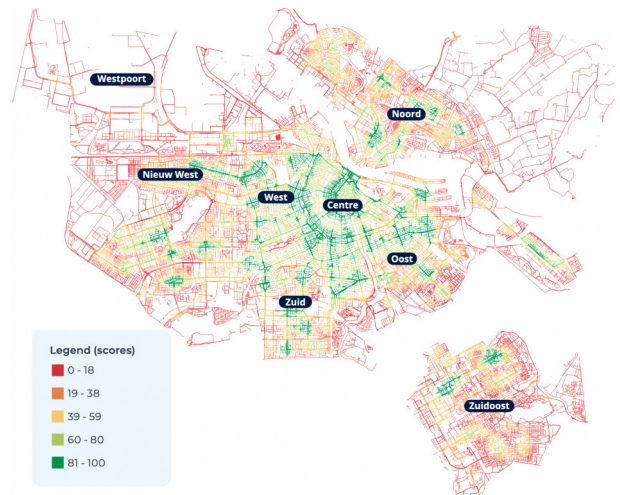 Westpoort
Noord
Nieuw West
West
Centre
Oost
Zuid
Legend (scores)
0 - 18
19 - 38
39 - 59
60 - 80
81 - 100
Zuidoost